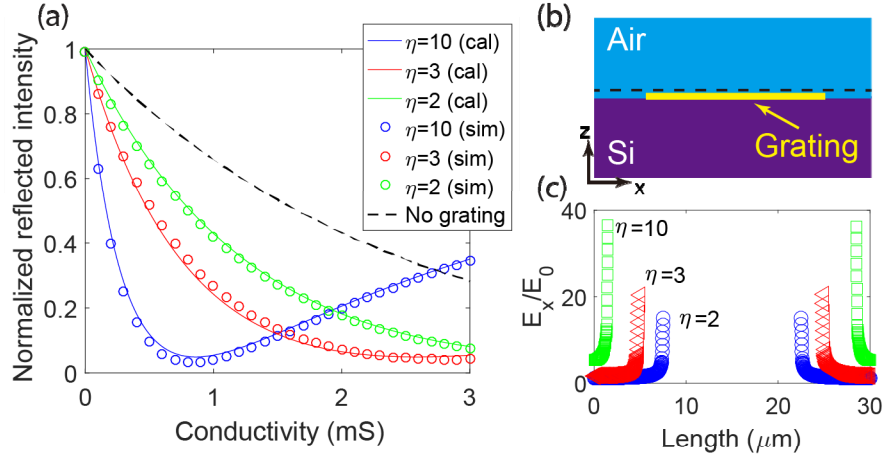 (a)
Normalized reflected intensity
1
0.8
0.6
0.4
0.2
0
0
1
2
3
Conductivity (mS)
η=10 (cal)
η=3 (cal)
η=2 (cal)
η=10 (sim)
η=3 (sim)
η=2 (sim)
No grating
(b)
Air
Si
Grating
z
x
(c)
E_x/E_0
40
20
0
η=10
η=3
η=2
0
10
20
30
Length (μm)